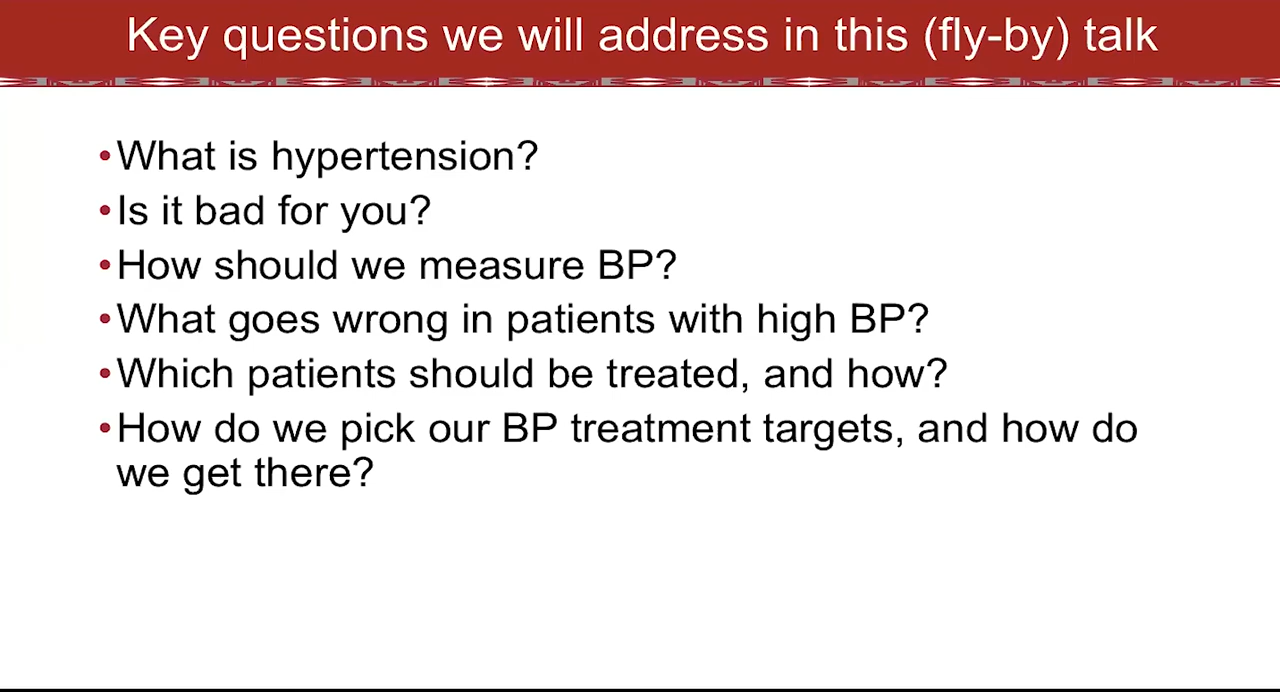 Key questions we will address in this (fly-by) talk
•What is hypertension?
•Is it bad for you?
•How should we measure BP?
•What goes wrong in patients with high BP?
•Which patients should be treated, and how?
•How do we pick our BP treatment targets, and how do
we get there?